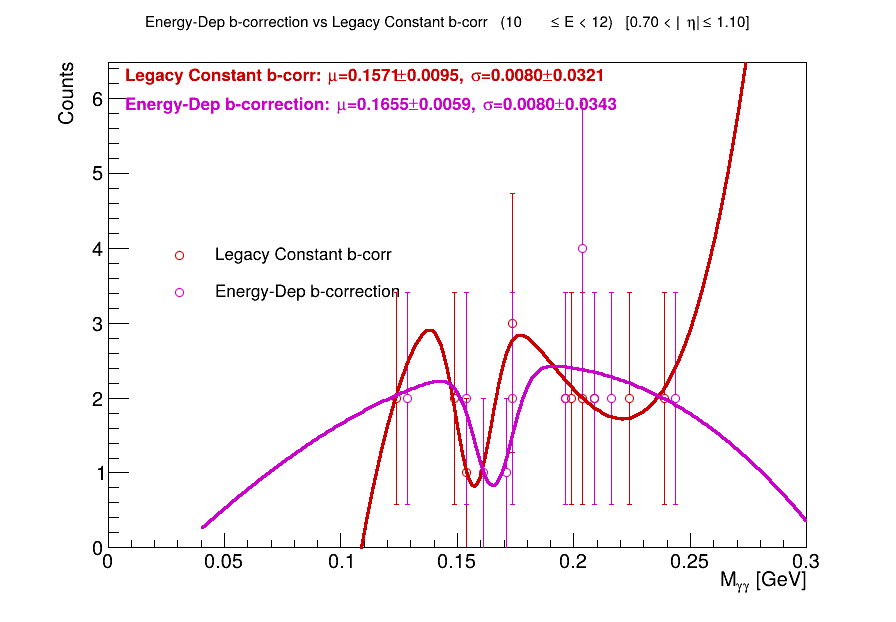 Energy-Dep b-correction vs Legacy Constant b-corr (10 ≤ E < 12) [0.70 < | η| ≤ 1.10]
Counts
Legacy Constant b-corr: μ=0.1571±0.0095, σ=0.0080±0.0321
Energy-Dep b-correction: μ=0.1655±0.0059, σ=0.0080±0.0343
Legacy Constant b-corr
Energy-Dep b-correction
6
5
4
3
2
1
0
0 0.05 0.1 0.15 0.2 0.25 0.3
Mγγ [GeV]